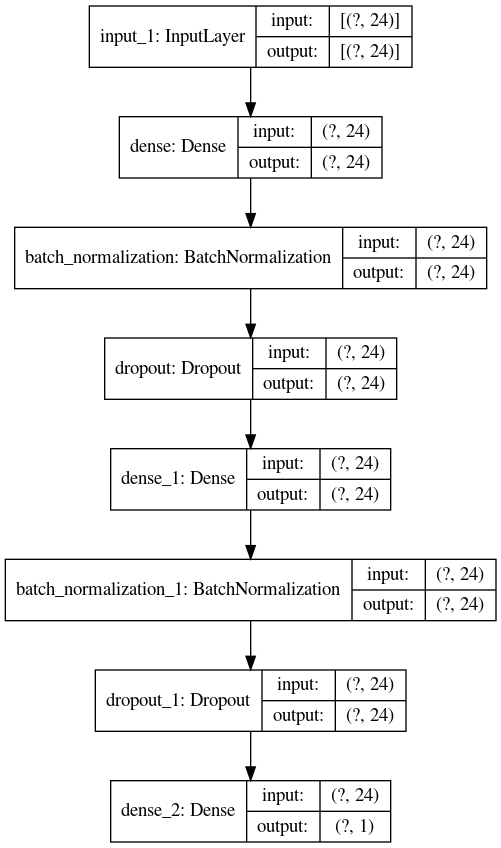 input_1: InputLayer
input: [(?, 24)]
output: [(?, 24)]
dense: Dense
input: (?, 24)
output: (?, 24)
batch_normalization: BatchNormalization
input: (?, 24)
output: (?, 24)
dropout: Dropout
input: (?, 24)
output: (?, 24)
dense_1: Dense
input: (?, 24)
output: (?, 24)
batch_normalization_1: BatchNormalization
input: (?, 24)
output: (?, 24)
dropout_1: Dropout
input: (?, 24)
output: (?, 24)
dense_2: Dense
input: (?, 24)
output: (?, 1)